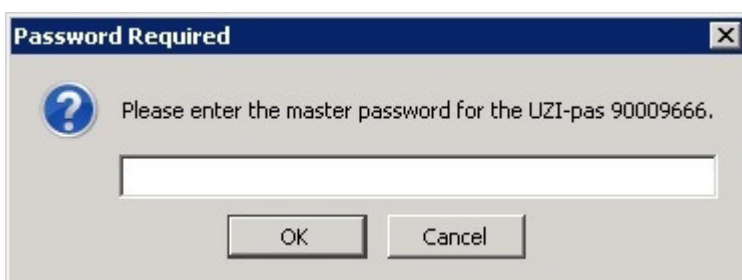 Password Required
Please enter the master password for the UZI-pas 90009666.
OK Cancel